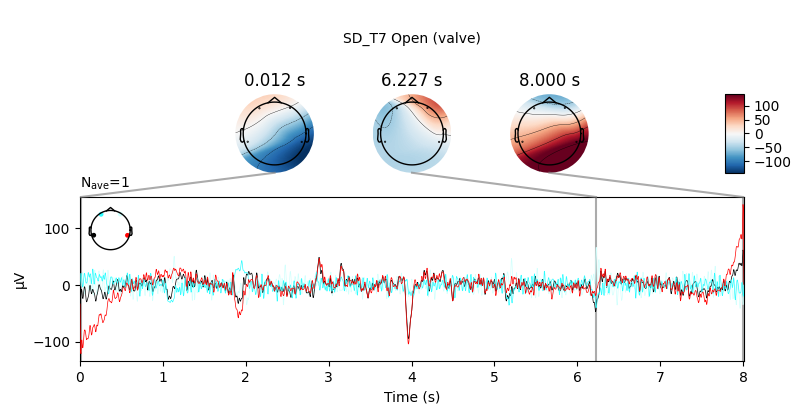 SD_T7 Open (valve)
0.012 s
6.227 s
8.000 s
100
50
0
−50
−100
Nave=1
100
0
−100
µV
0 1 2 3 4 5 6 7 8
Time (s)